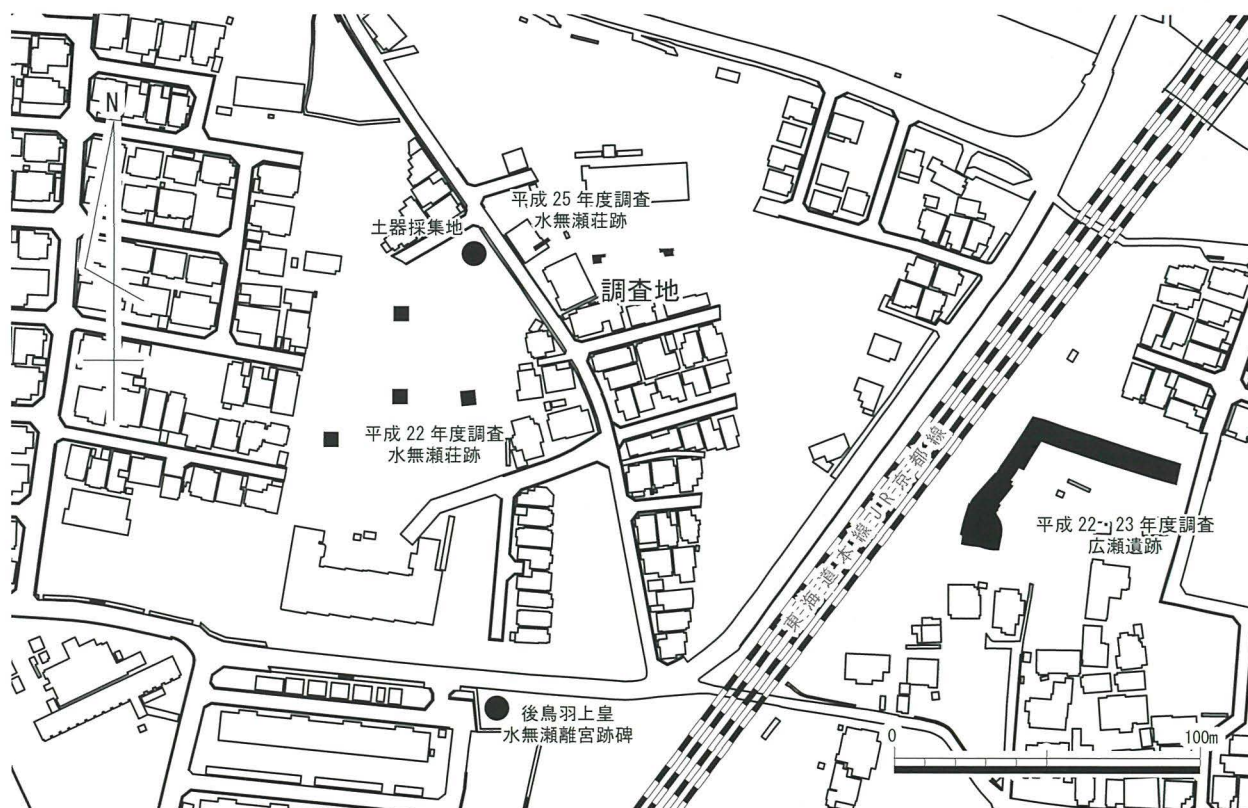 N
平成 25 年度調査
水無瀬荘跡
土器採集地
調査地
平成 22 年度調査
水無瀬荘跡
東海道本線JR京都線
平成 22・23 年度調査
広瀬遺跡
後鳥羽上皇
水無瀬離宮跡碑
0 100m